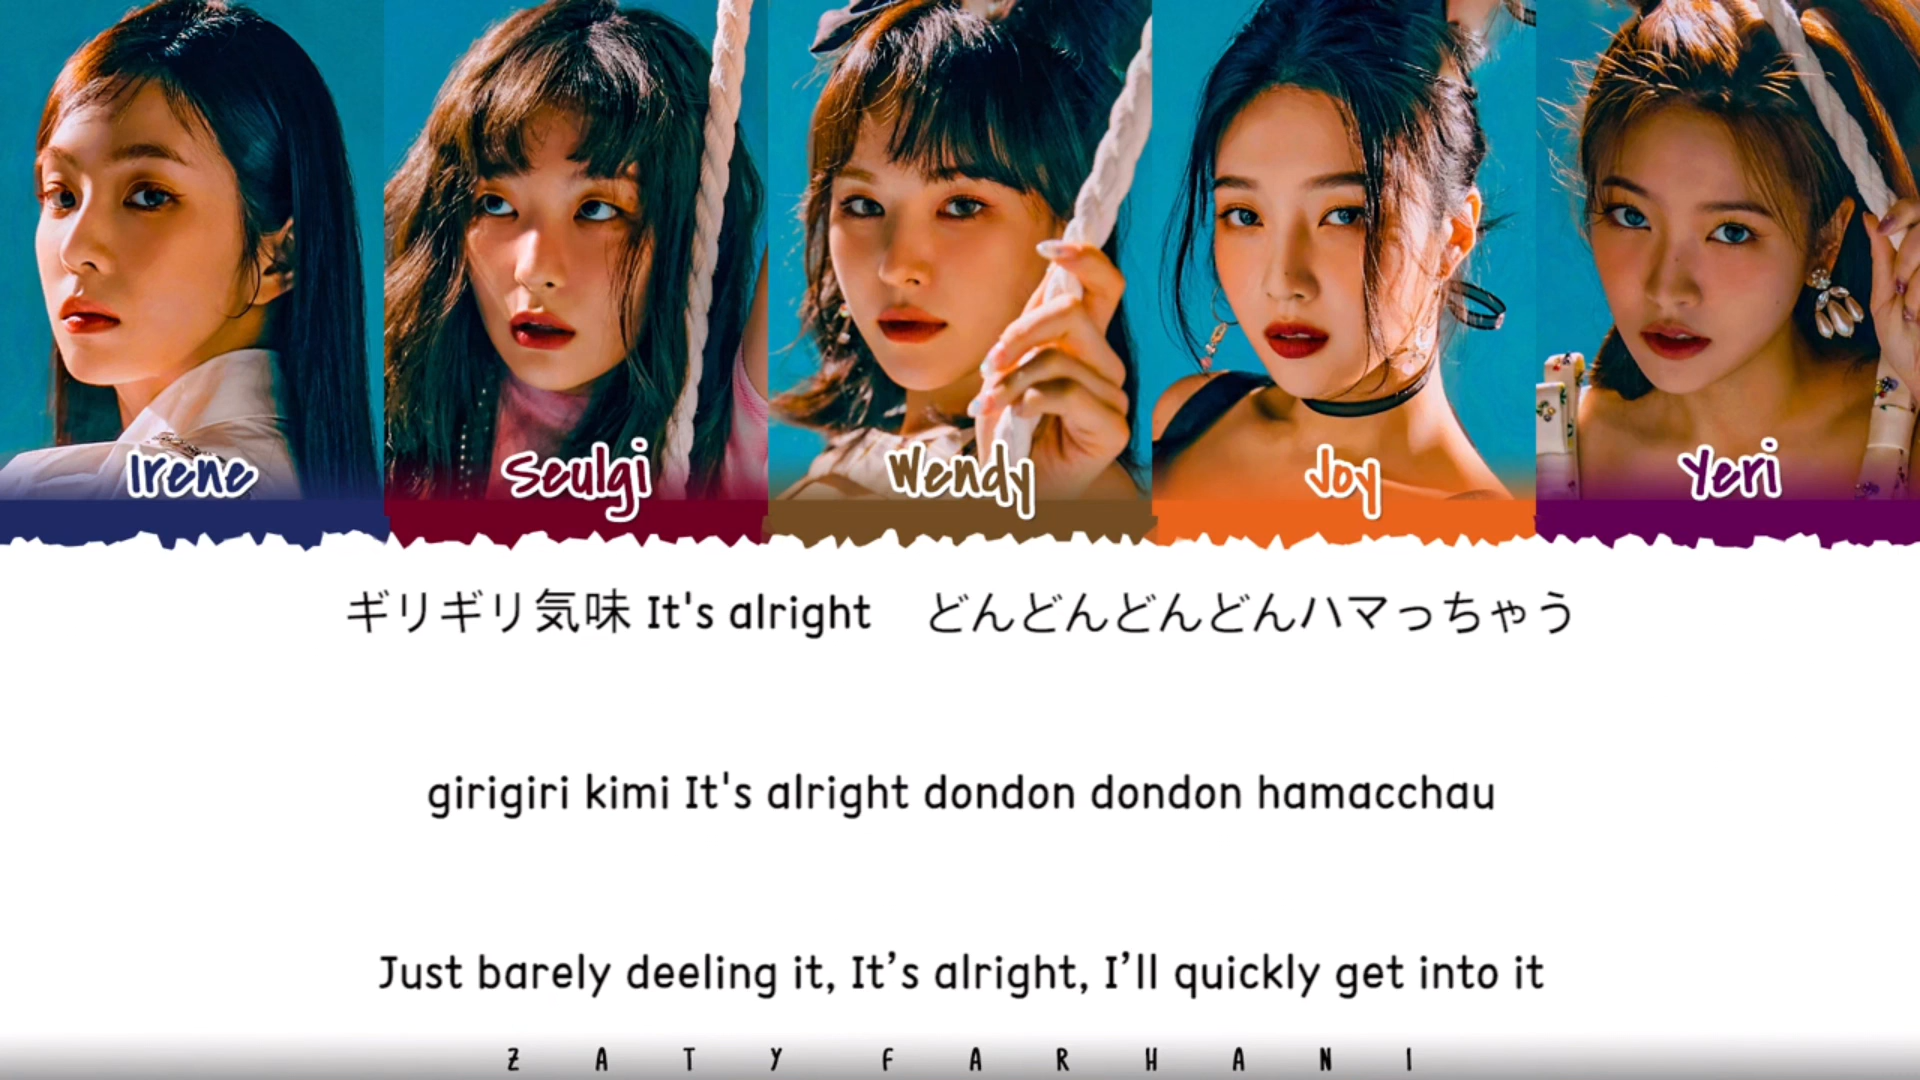 Irene
Seulgi
Wendy
Joy
Yeri
ギリギリ気味 It's alright　どんどんどんどんハマっちゃう
girigiri kimi It's alright dondon dondon hamacchau
Just barely deeling it, It’s alright, I’ll quickly get into it
ZATY FARHANI